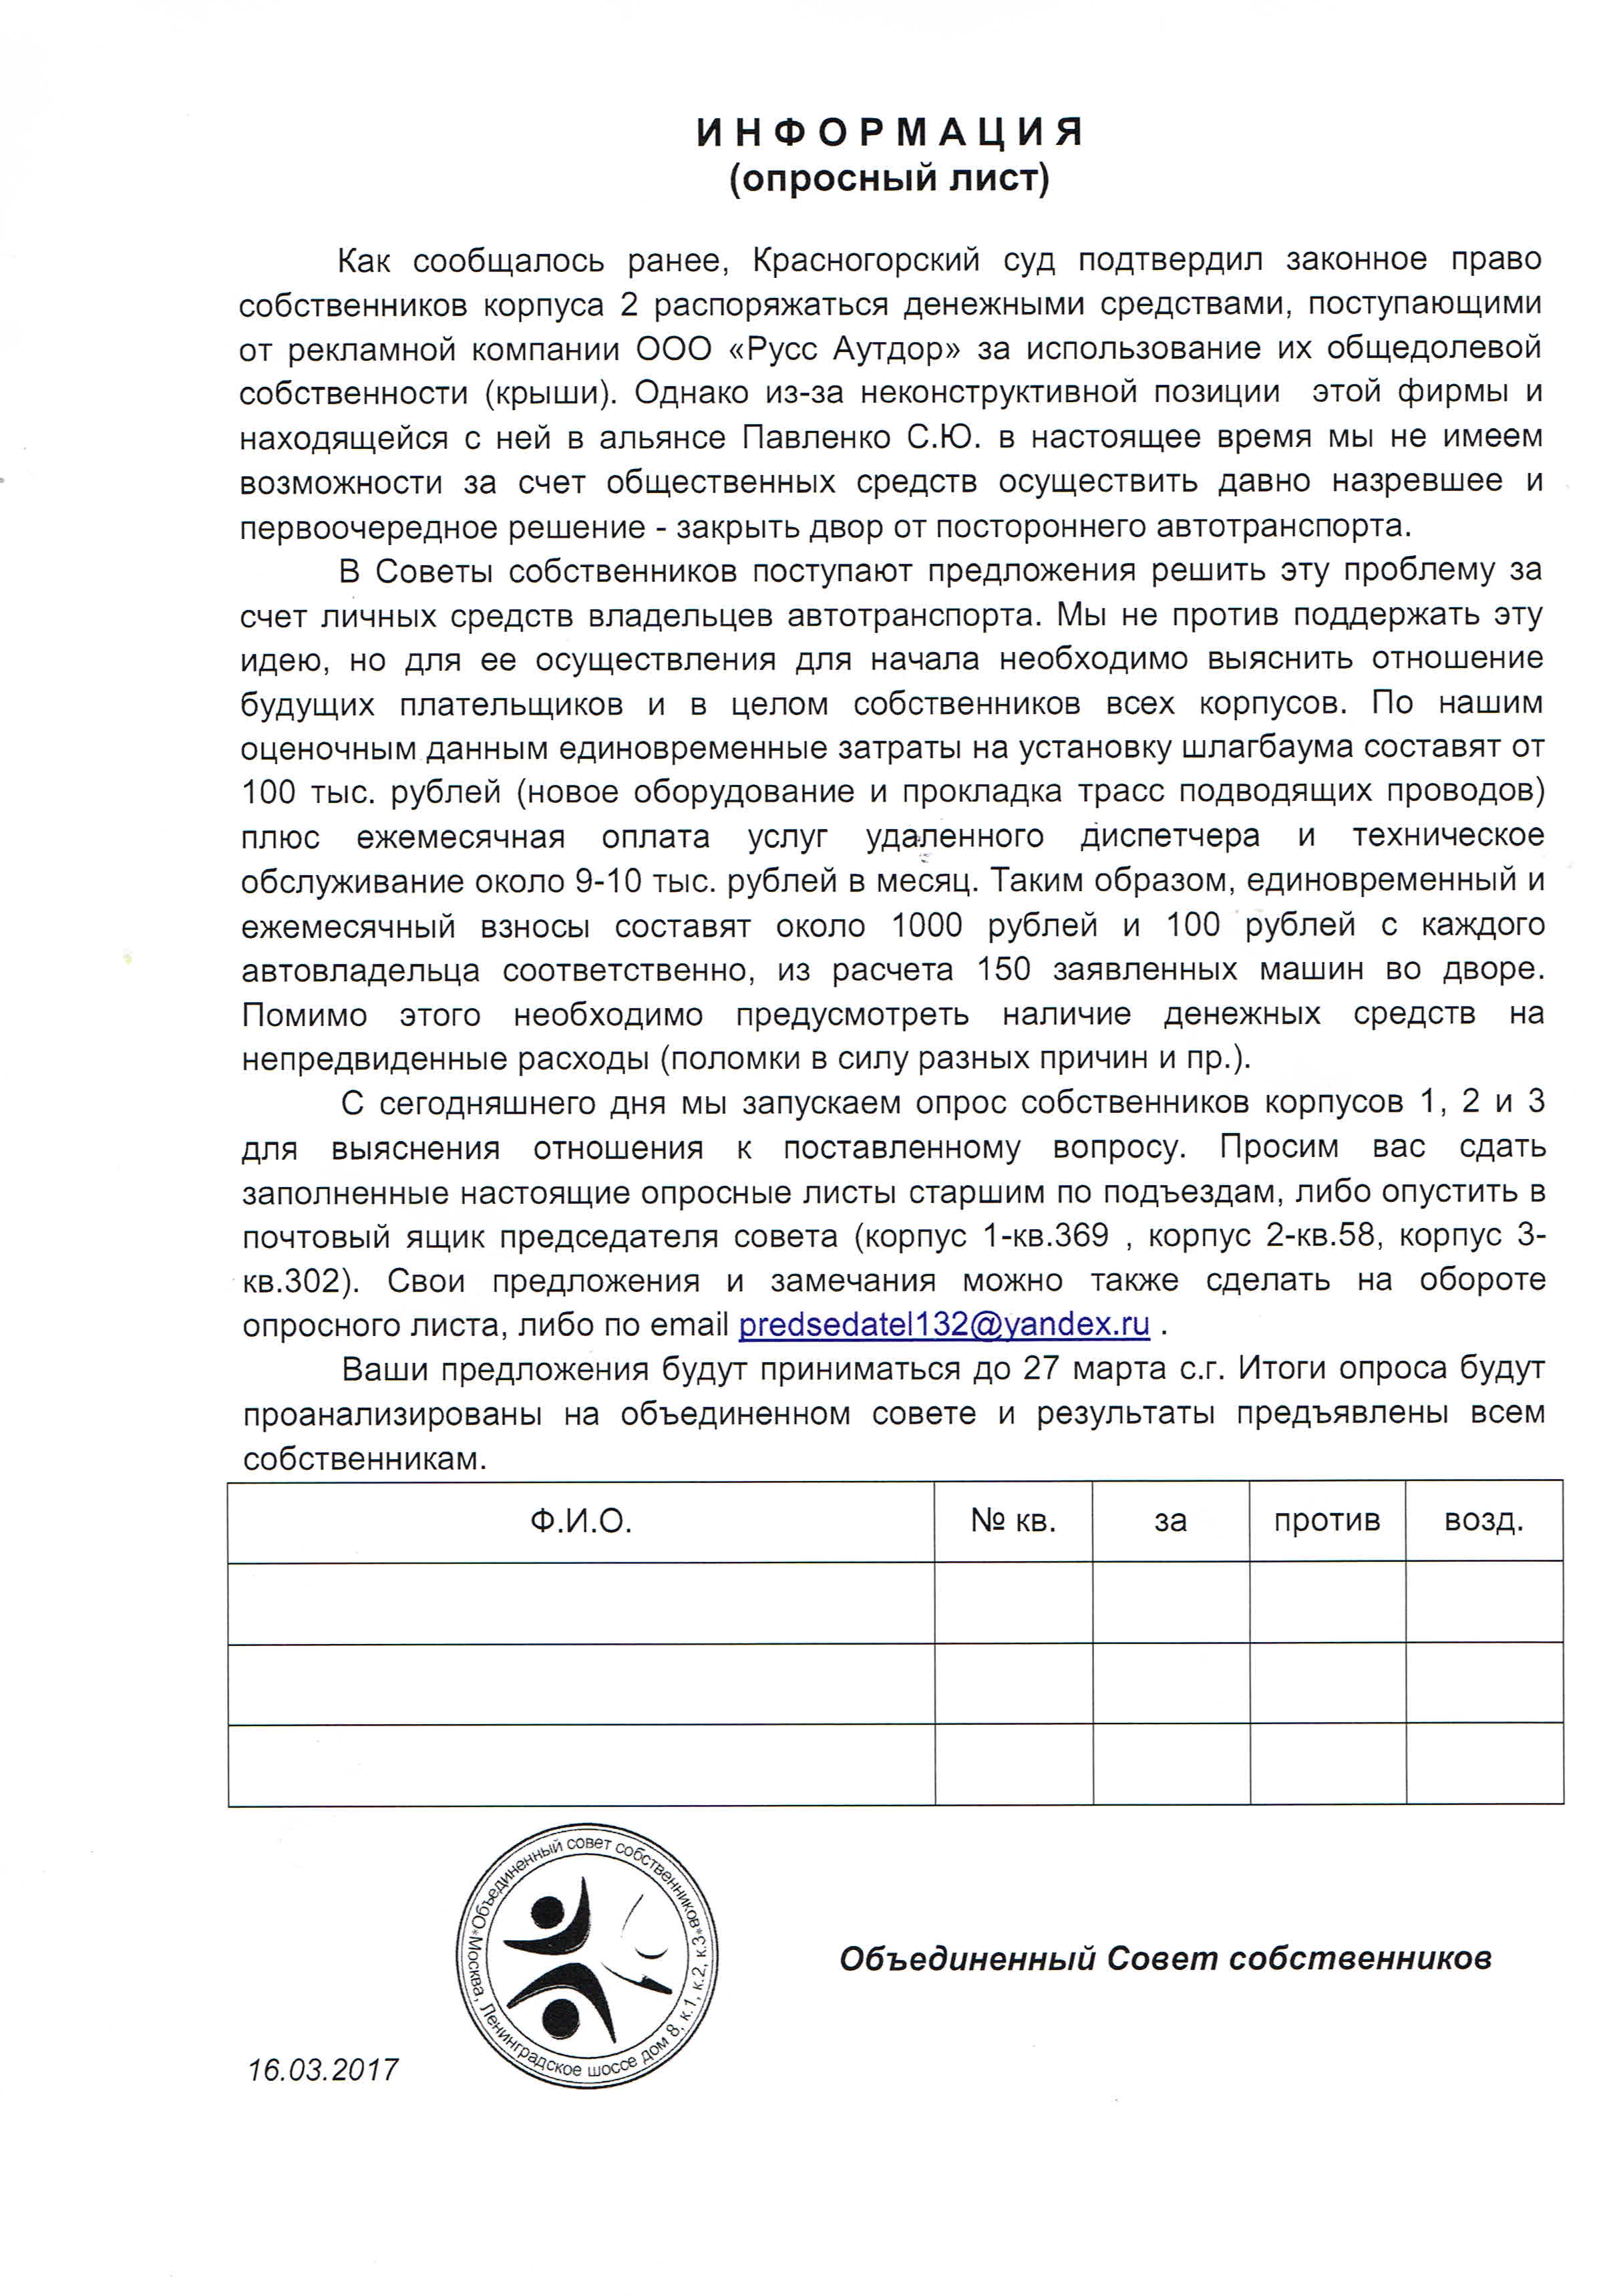 И Н Ф О Р М А Ц И Я
(опросный лист)
Как сообщалось ранее, Красногорский суд подтвердил законное право
собственников корпуса 2 распоряжаться денежными средствами, поступающими
от рекламной компании ООО «Русс Аутдор» за использование их общедолевой
собственности (крыши). Однако из-за неконструктивной позиции этой фирмы и
находящейся с ней в альянсе Павленко С.Ю. в настоящее время мы не имеем
возможности за счет общественных средств осуществить давно назревшее и
первоочередное решение - закрыть двор от постороннего автотранспорта.
В Советы собственников поступают предложения решить эту проблему за
счет личных средств владельцев автотранспорта. Мы не против поддержать эту
идею, но для ее осуществления для начала необходимо выяснить отношение
будущих плательщиков и в целом собственников всех корпусов. По нашим
оценочным данным единовременные затраты на установку шлагбаума составят от
100 тыс. рублей (новое оборудование и прокладка трасс подводящих проводов)
плюс ежемесячная оплата услуг удаленного диспетчера и техническое
обслуживание около 9-10 тыс. рублей в месяц. Таким образом, единовременный и
ежемесячный взносы составят около 1000 рублей и 100 рублей с каждого
автовладельца соответственно, из расчета 150 заявленных машин во дворе.
Помимо этого необходимо предусмотреть наличие денежных средств на
непредвиденные расходы (поломки в силу разных причин и пр.).
С сегодняшнего дня мы запускаем опрос собственников корпусов 1, 2 и 3
для выяснения отношения к поставленному вопросу. Просим вас сдать
заполненные настоящие опросные листы старшим по подъездам, либо опустить в
почтовый ящик председателя совета (корпус 1-кв.369 , корпус 2-кв.58, корпус 3-
кв.302). Свои предложения и замечания можно также сделать на обороте
опросного листа, либо по email predsedatel132@yandex.ru .
Ваши предложения будут приниматься до 27 марта с.г. Итоги опроса будут
проанализированы на объединенном совете и результаты предъявлены всем
собственникам.
Ф.И.О. № кв. за против возд.
*Объединенный совет собственников*
Москва, Ленинградское шоссе дом 8, к.1, к.2, к.3
Объединенный Совет собственников
16.03.2017